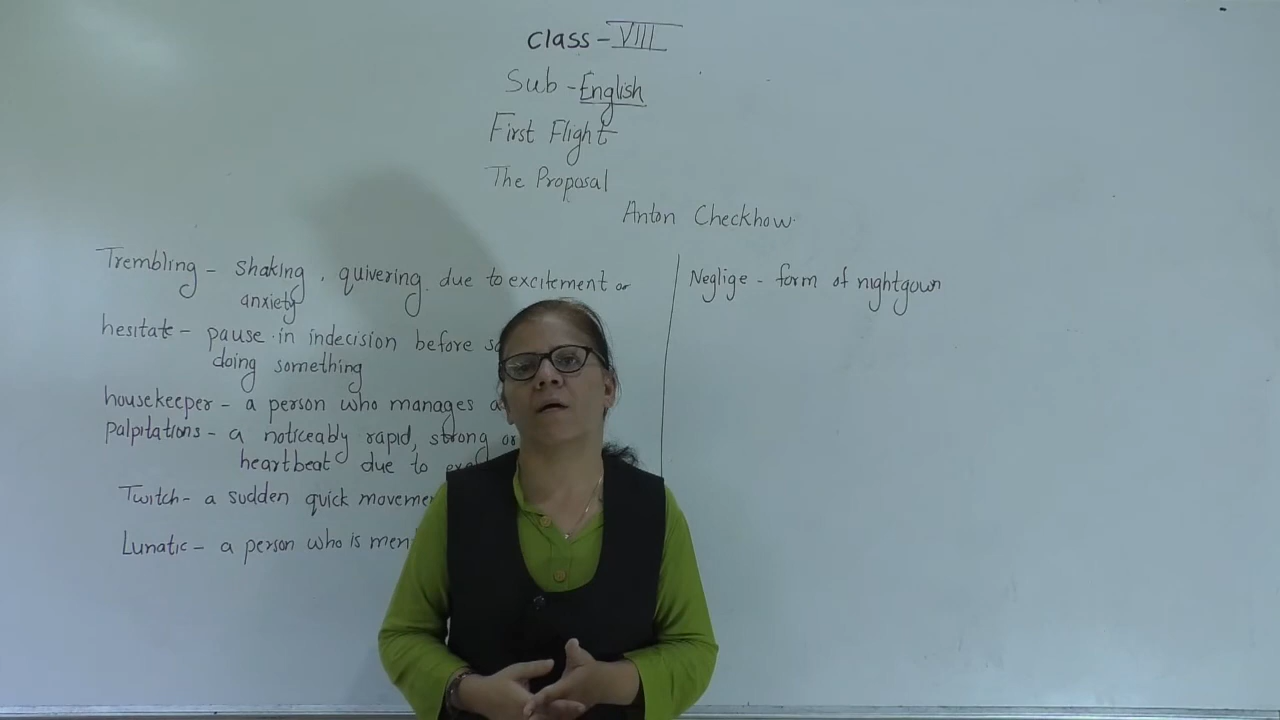 Class - VIII
Sub - English
First Flight
The Proposal
Anton Checkhow.
Trembling - shaking, quivering due to excitement or
anxiety
hesitate - pause in indecision before
doing something
housekeeper - a person who manages
palpitations - a noticeably rapid, strong or
heartbeat due to
Twitch - a sudden quick
Lunatic - a person who is
Neglige - form of nightgown